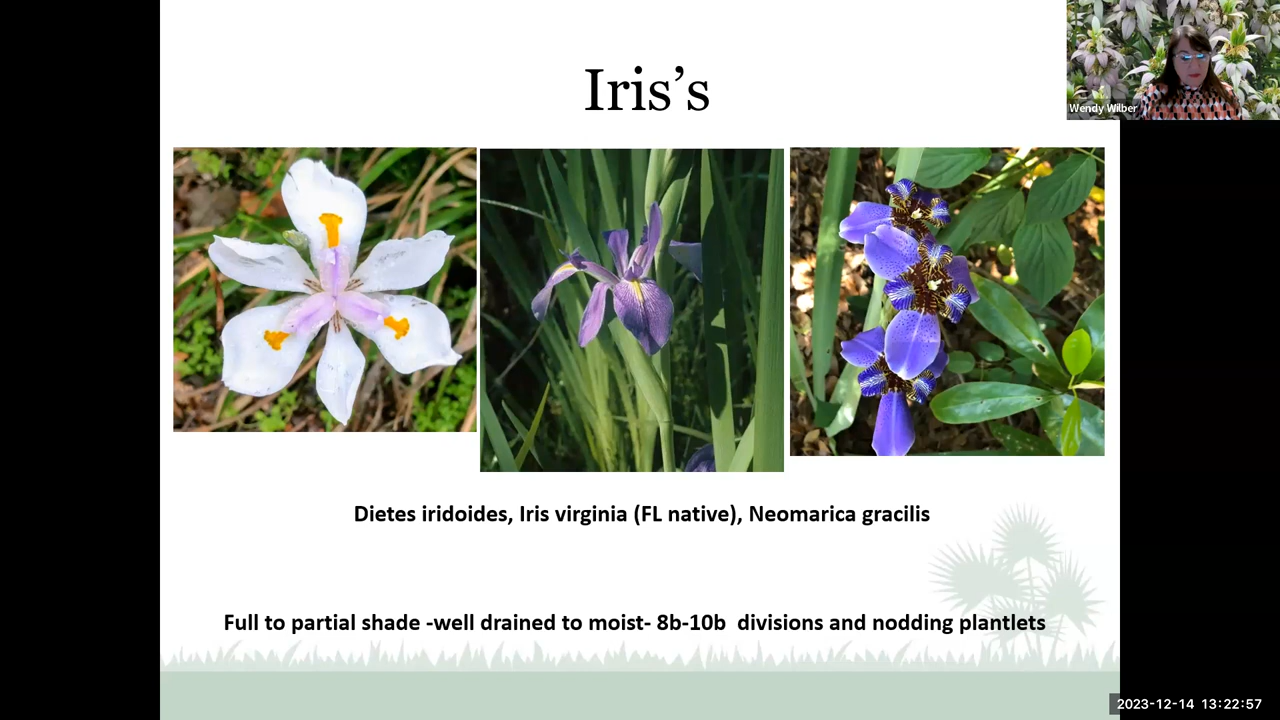 Iris’s
Wendy Wilber
Dietes iridoides, Iris virginia (FL native), Neomarica gracilis
Full to partial shade -well drained to moist- 8b-10b  divisions and nodding plantlets
2023-12-14 13:22:57